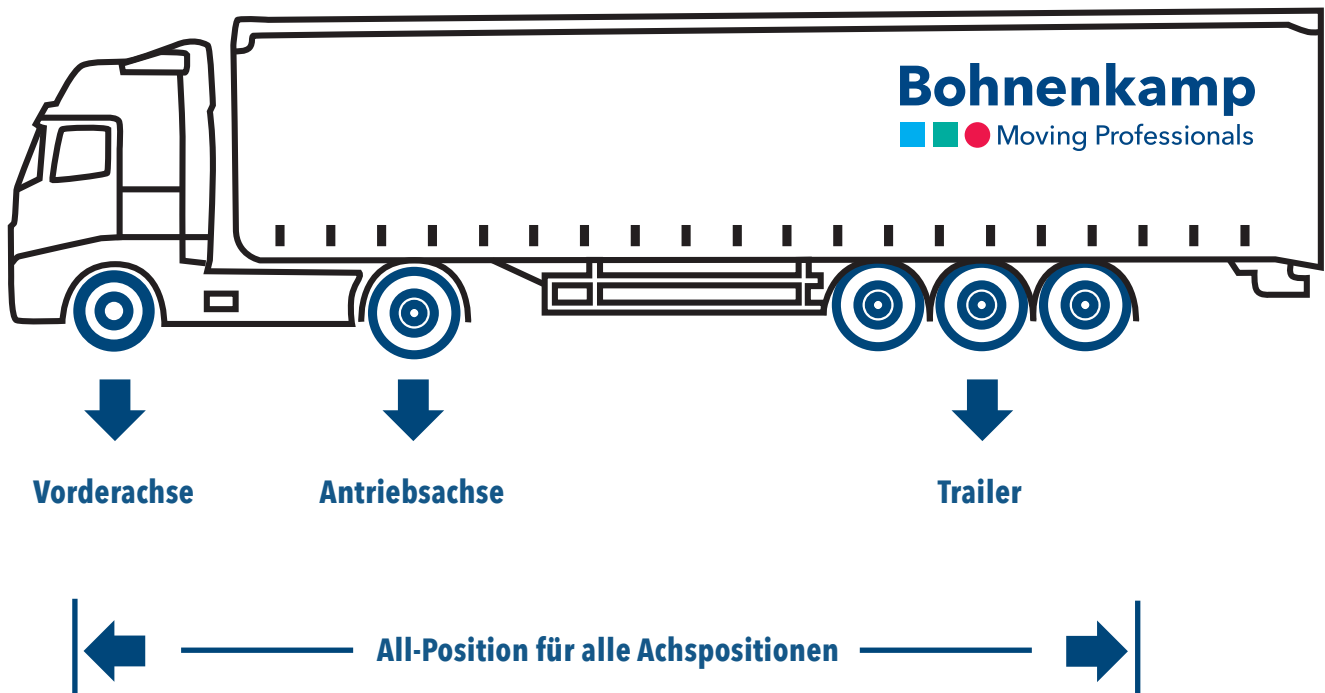 Bohnenkamp
Moving Professionals
Vorderachse
Antriebsachse
Trailer
All-Position für alle Achspositionen